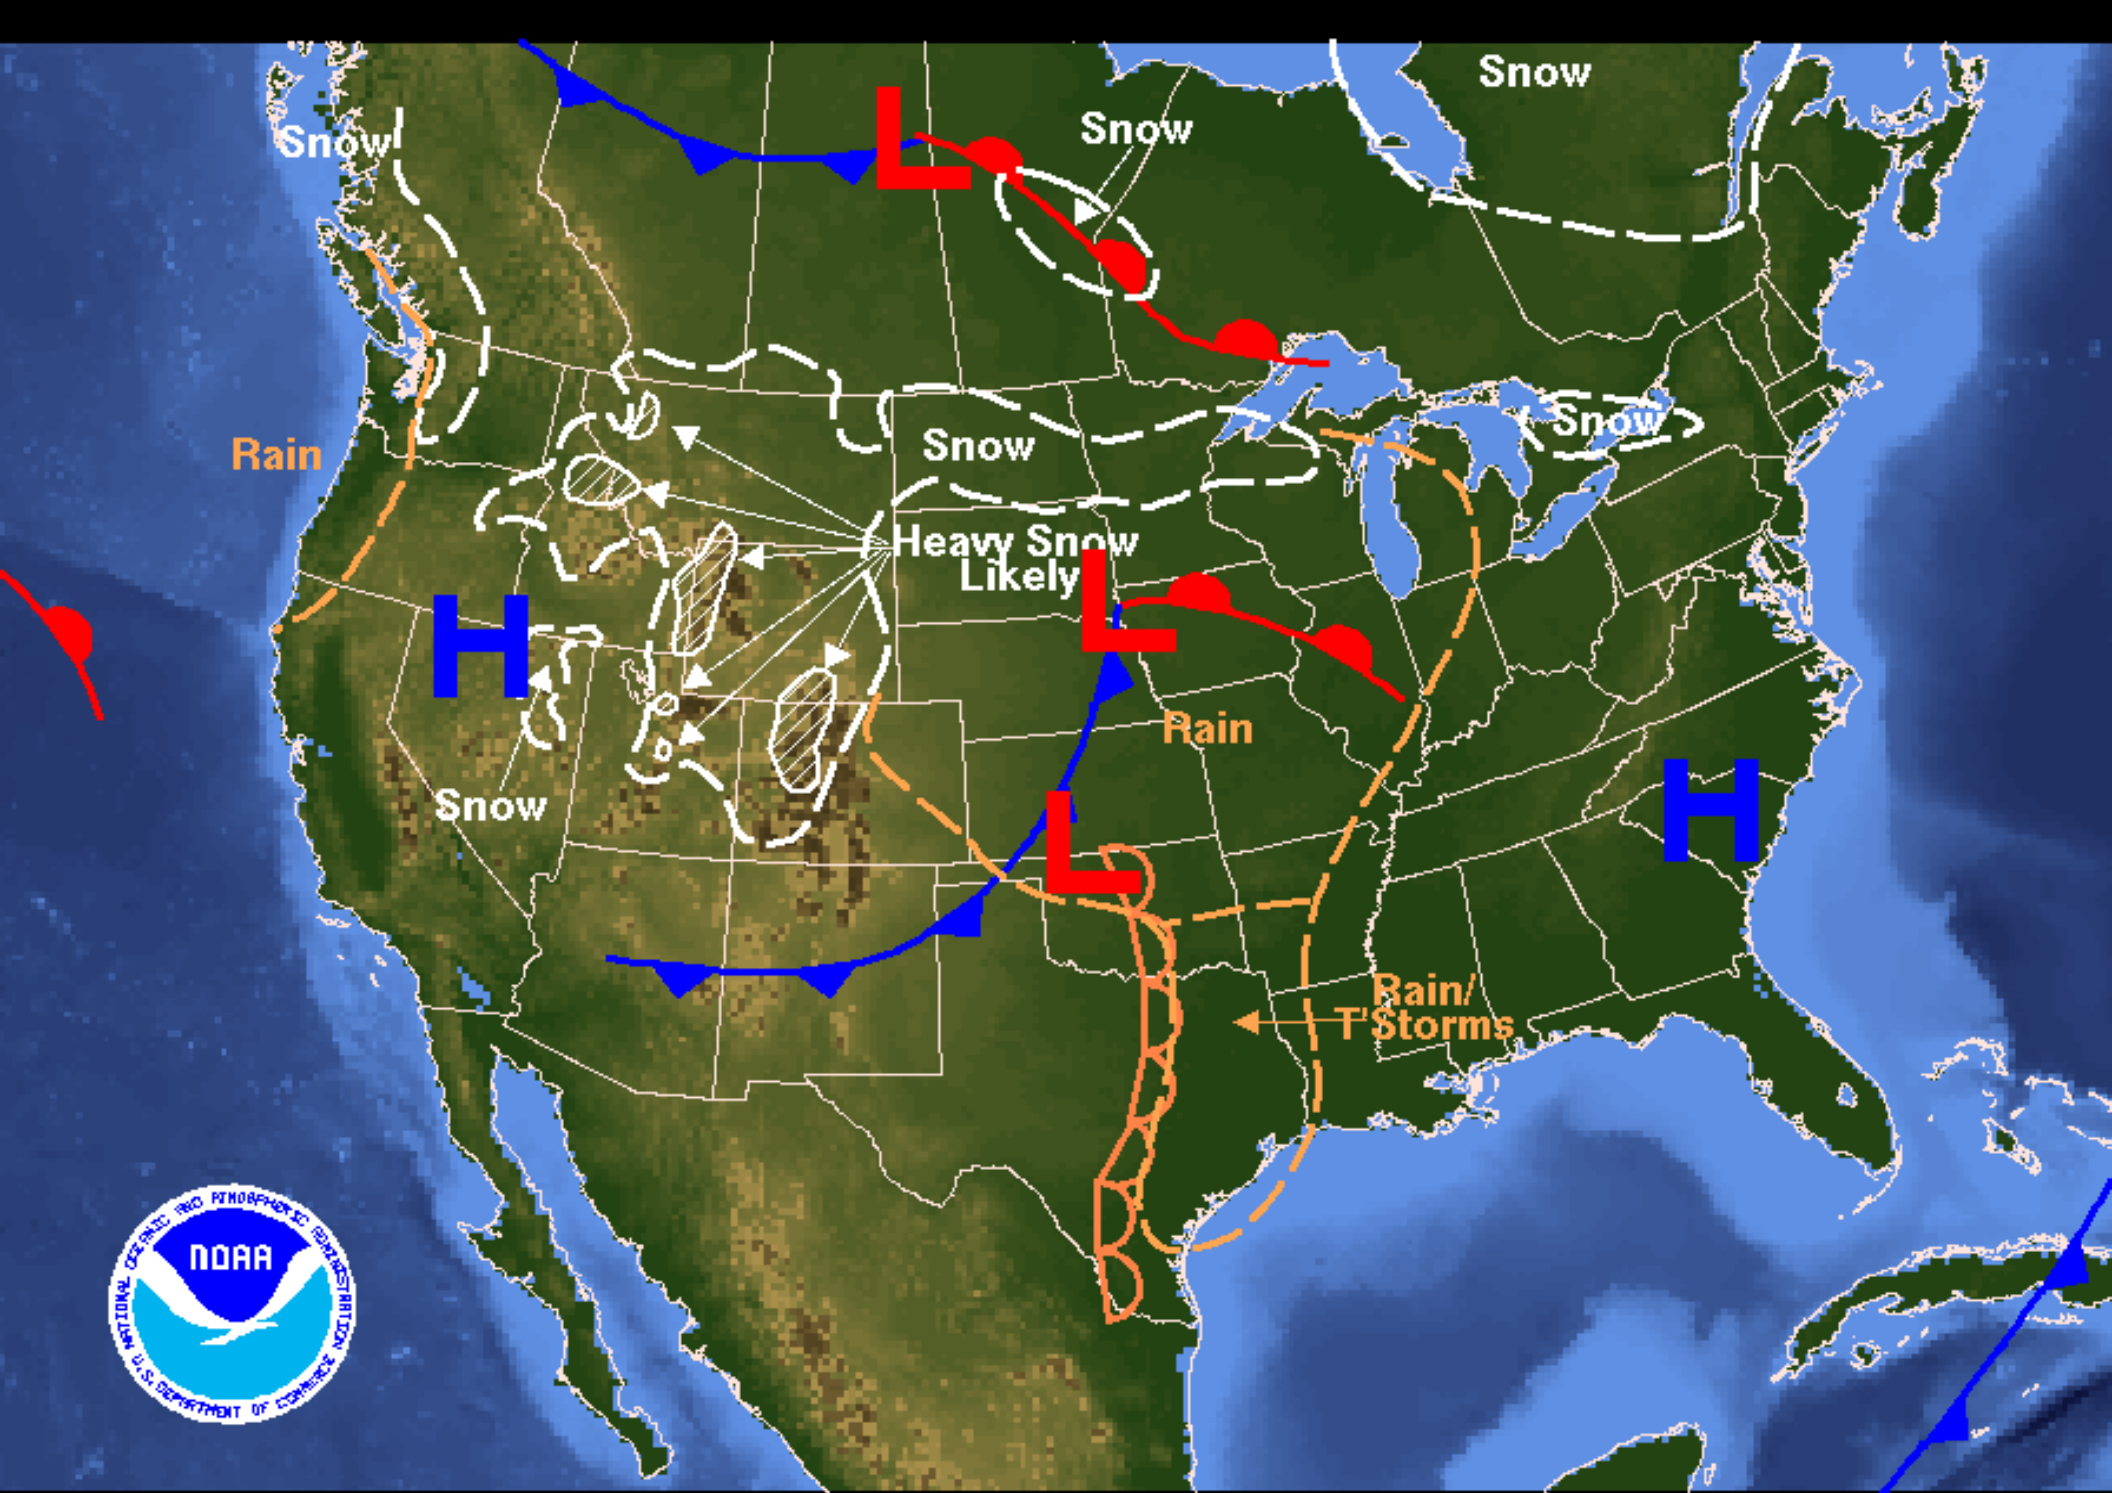 Snow
Snow
Snow
L
Snow
Rain
Snow
Heavy Snow
Likely
L
H
Rain
Snow
H
L
Rain/
T'Storms
NATIONAL OCEANIC AND ATMOSPHERIC ADMINISTRATION
NOAA
U.S. DEPARTMENT OF COMMERCE